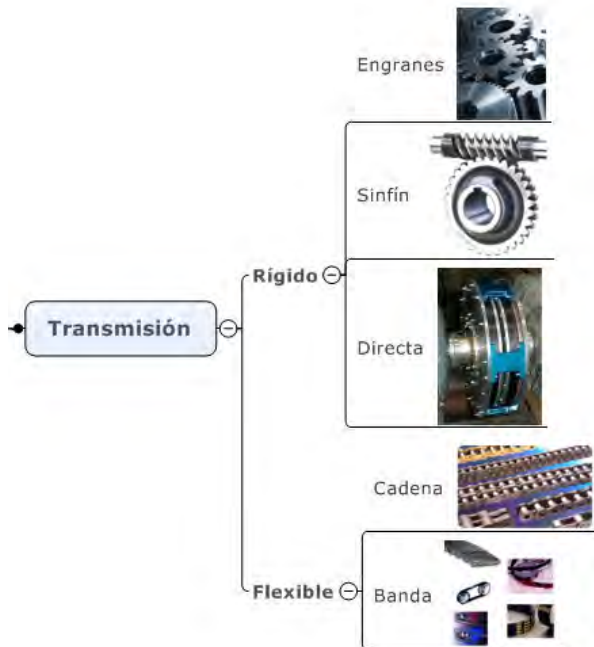 Engranes
Sinfín
Rígido
Transmisión
Directa
Cadena
Flexible
Banda